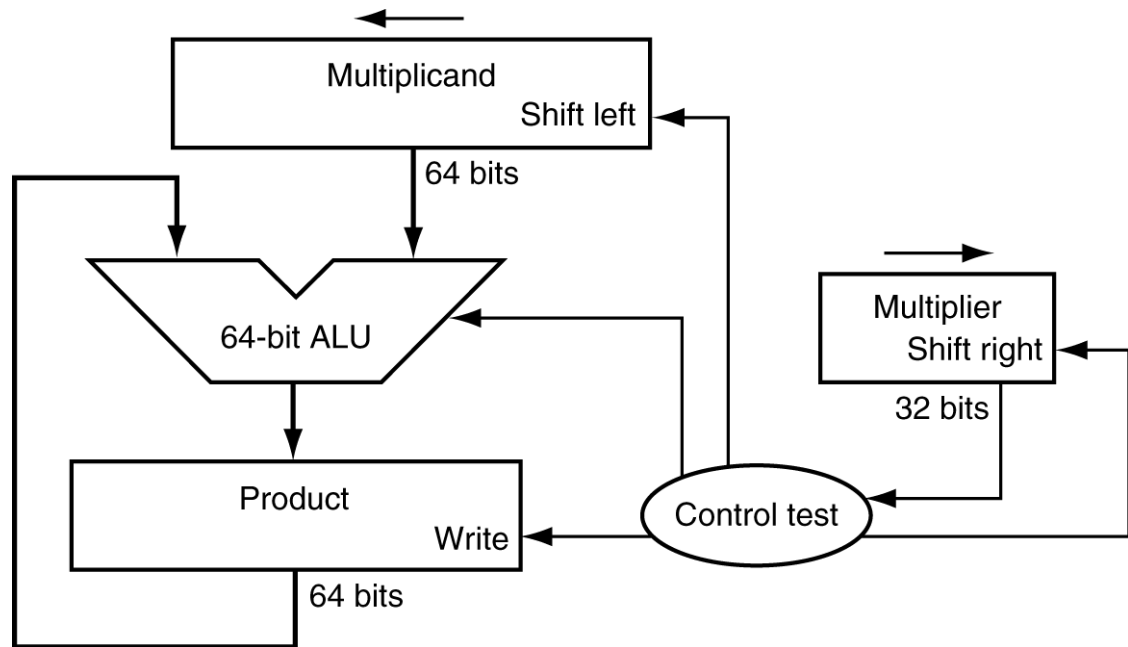 Multiplicand
Shift left
64 bits
64-bit ALU
Multiplier
Shift right
32 bits
Product
Write
Control test
64 bits